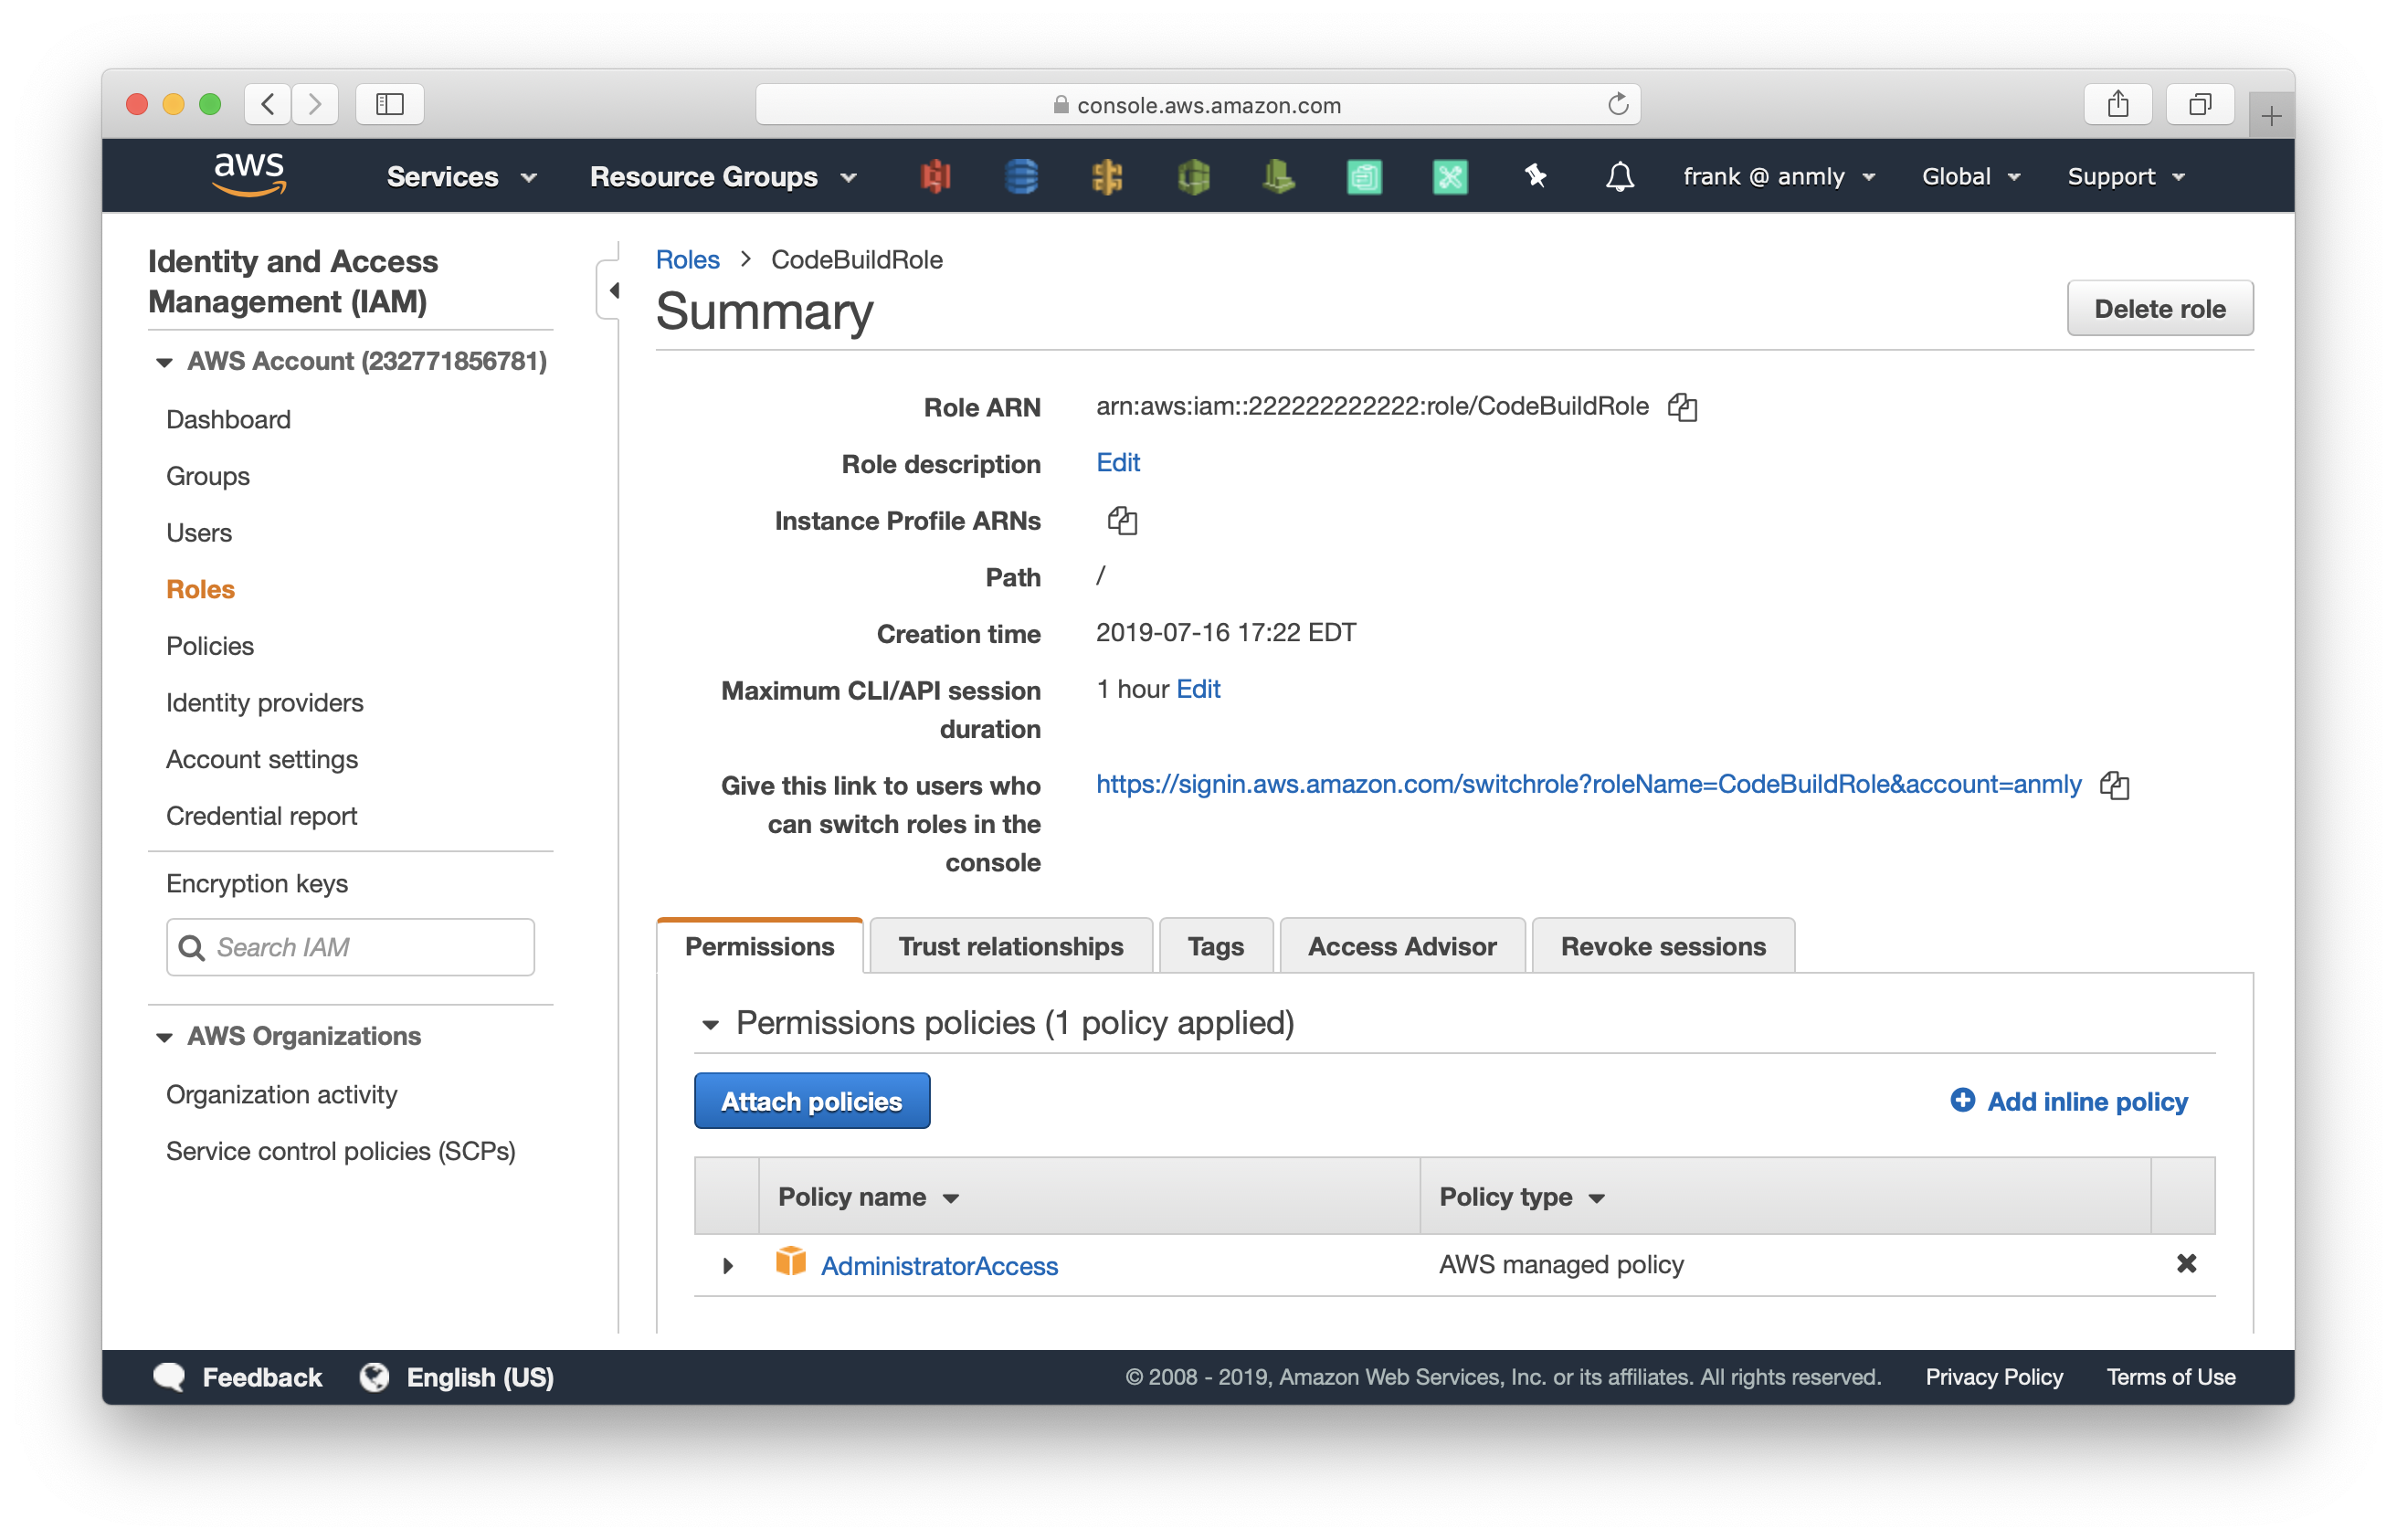 console.aws.amazon.com
aws Services Resource Groups frank @ anmly Global Support
Identity and Access
Management (IAM)
AWS Account (232771856781)
Dashboard
Groups
Users
Roles
Policies
Identity providers
Account settings
Credential report
Encryption keys
Search IAM
AWS Organizations
Organization activity
Service control policies (SCPs)
Roles > CodeBuildRole
Summary
Delete role
Role ARN arn:aws:iam::222222222222:role/CodeBuildRole
Role description Edit
Instance Profile ARNs
Path /
Creation time 2019-07-16 17:22 EDT
Maximum CLI/API session 1 hour Edit
duration
Give this link to users who https://signin.aws.amazon.com/switchrole?roleName=CodeBuildRole&account=anmly
can switch roles in the
console
Permissions Trust relationships Tags Access Advisor Revoke sessions
Permissions policies (1 policy applied)
Attach policies Add inline policy
Policy name Policy type
AdministratorAccess AWS managed policy
Feedback English (US) © 2008 - 2019, Amazon Web Services, Inc. or its affiliates. All rights reserved. Privacy Policy Terms of Use